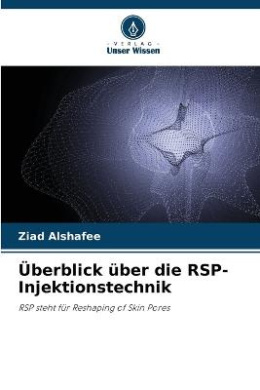 VERLAG
Unser Wissen
Ziad Alshafee
Überblick über die RSP-
Injektionstechnik
RSP steht für Reshaping of Skin Pores